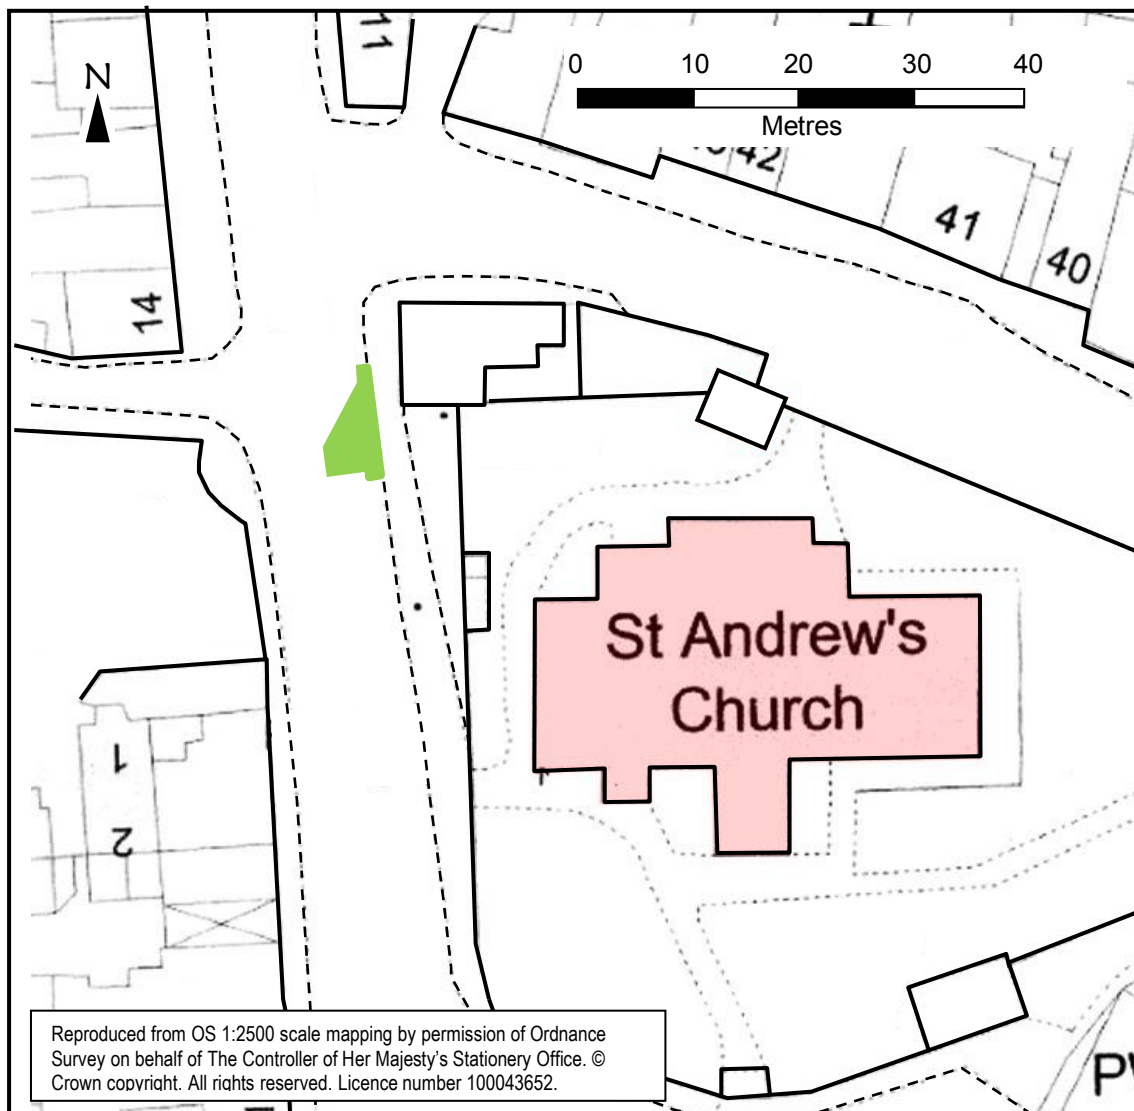 11
N
0 10 20 30 40
Metres
42
41
40
14
St Andrew's
Church
1
2
Reproduced from OS 1:2500 scale mapping by permission of Ordnance
Survey on behalf of The Controller of Her Majesty's Stationery Office. ©
Crown copyright. All rights reserved. Licence number 100043652.